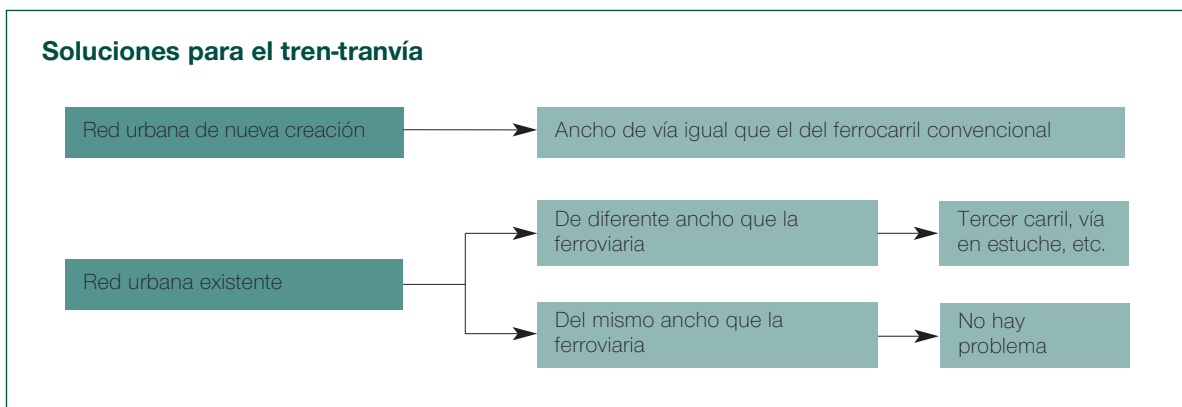 Soluciones para el tren-tranvía
Red urbana de nueva creación
Ancho de vía igual que el del ferrocarril convencional
De diferente ancho que la
ferroviaria
Tercer carril, vía
en estuche, etc.
Red urbana existente
Del mismo ancho que la
ferroviaria
No hay
problema